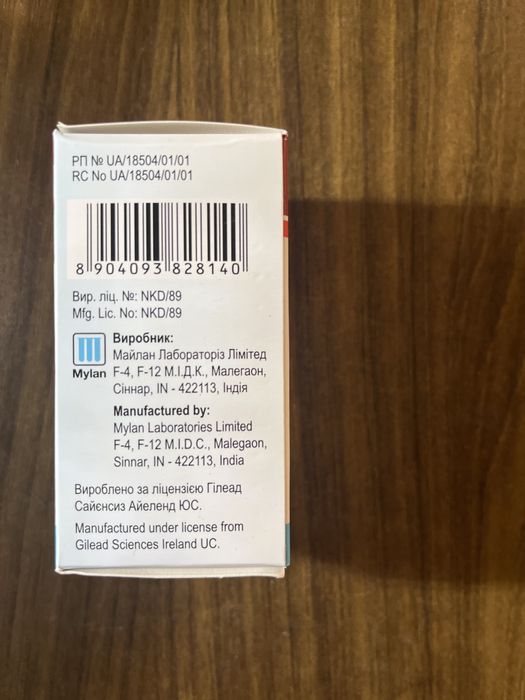 РП № UA/18504/01/01
RC No UA/18504/01/01
8 904093 828140
Вир. ліц. №: NKD/89
Mfg. Lic. No: NKD/89
Mylan
Виробник:
Майлан Лабораторіз Лімітед
F-4, F-12 М.І.Д.К., Малегаон,
Сіннар, IN - 422113, Індія
Manufactured by:
Mylan Laboratories Limited
F-4, F-12 M.I.D.C., Malegaon,
Sinnar, IN - 422113, India
Вироблено за ліцензією Гілеад
Сайєнсиз Айеленд ЮС.
Manufactured under license from
Gilead Sciences Ireland UC.